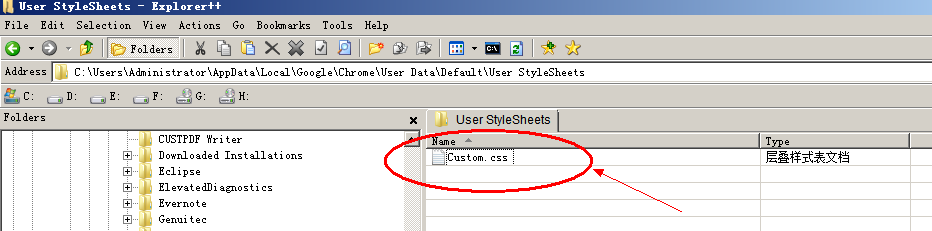 User StyleSheets - Explorer++
File Edit Selection View Actions Go Bookmarks Tools Help
Folders
Address C:\Users\Administrator\AppData\Local\Google\Chrome\User Data\Default\User StyleSheets
C: D: E: F: G: H:
Folders
User StyleSheets
Name Type
CUSTPDF Writer
Downloaded Installations
Eclipse
ElevatedDiagnostics
Evernote
Genuitec
Custom.css 层叠样式表文档